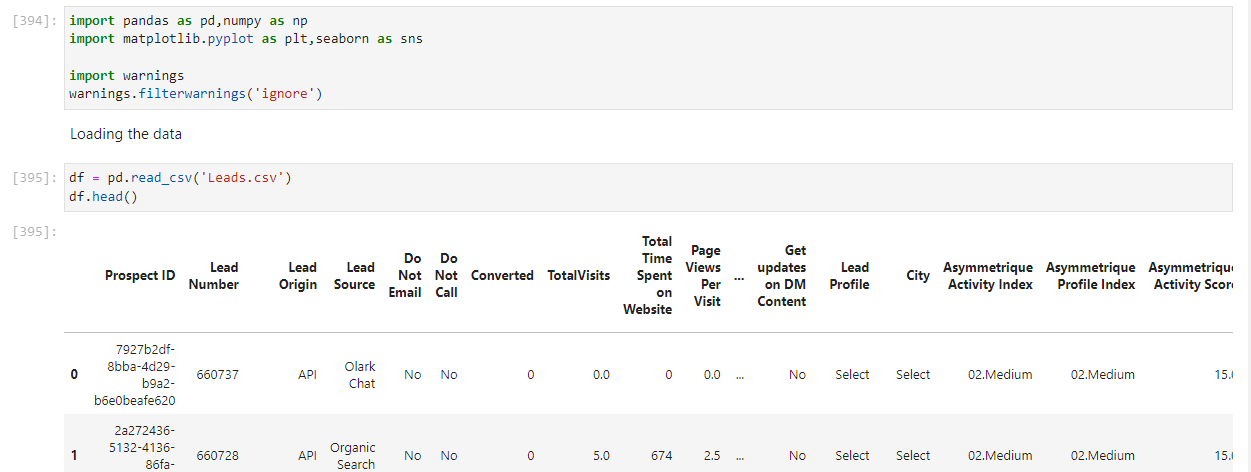 [394]: import pandas as pd,numpy as np
import matplotlib.pyplot as plt,seaborn as sns
import warnings
warnings.filterwarnings('ignore')
Loading the data
[395]: df = pd.read_csv('Leads.csv')
df.head()
[395]:
Prospect ID Lead Number Lead Origin Lead Source Do Not Email Do Not Call Converted TotalVisits Total Time Spent on Website Page Views Per Visit ... Get updates on DM Content Lead Profile City Asymmetrique Activity Index Asymmetrique Profile Index Asymmetriqu Activity Scor
0 7927b2df-8bba-4d29-b9a2-b6e0beafe620 660737 API Olark Chat No No 0 0.0 0 0.0 ... No Select Select 02.Medium 02.Medium 15.
1 2a272436-5132-4136-86fa- 660728 API Organic Search No No 0 5.0 674 2.5 ... No Select Select 02.Medium 02.Medium 15.